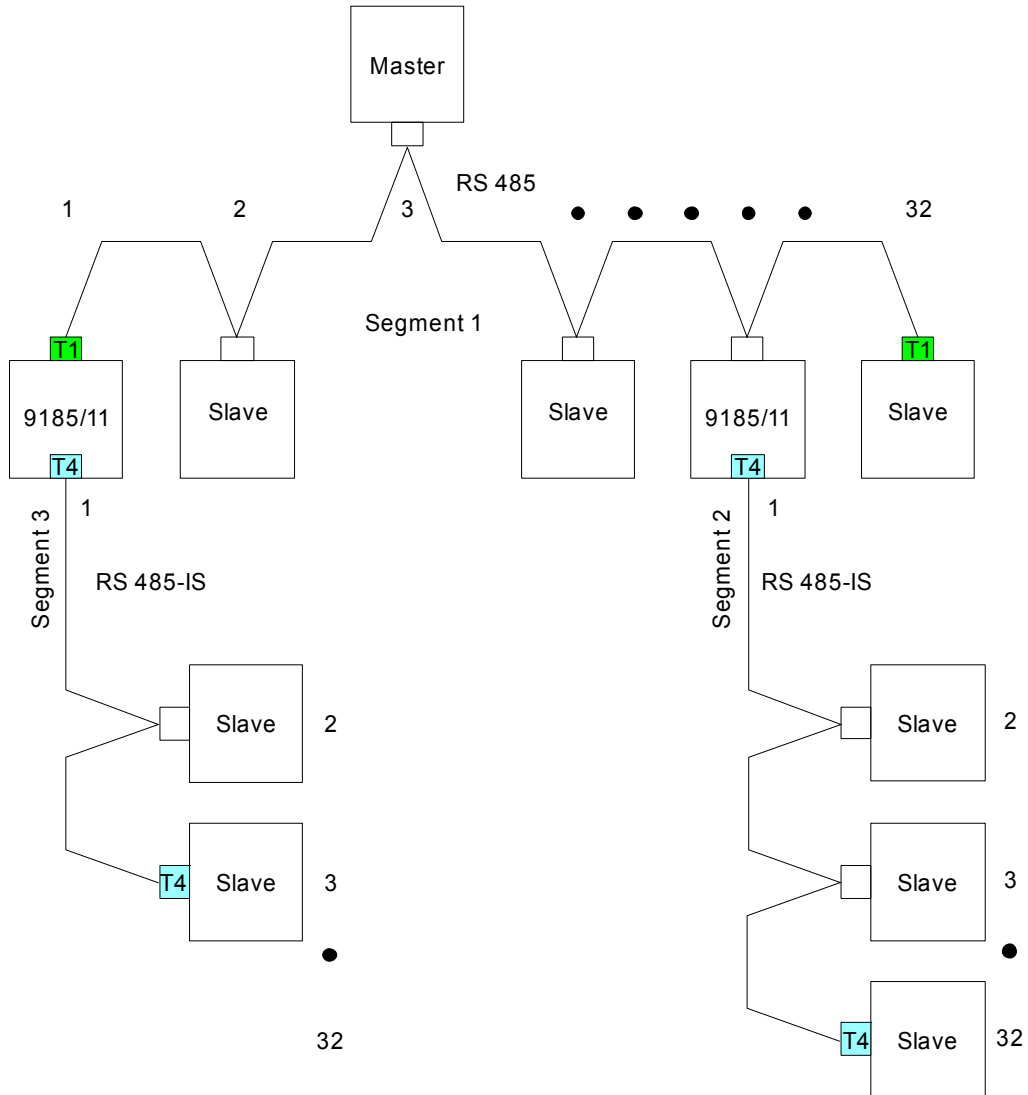 Master
RS 485
1
2
3
32
Segment 1
T1
T1
9185/11
Slave
Slave
9185/11
Slave
T4
T4
Segment 3
1
Segment 2
1
RS 485-IS
RS 485-IS
Slave
2
Slave
2
T4
Slave
3
Slave
3
32
T4
Slave
32